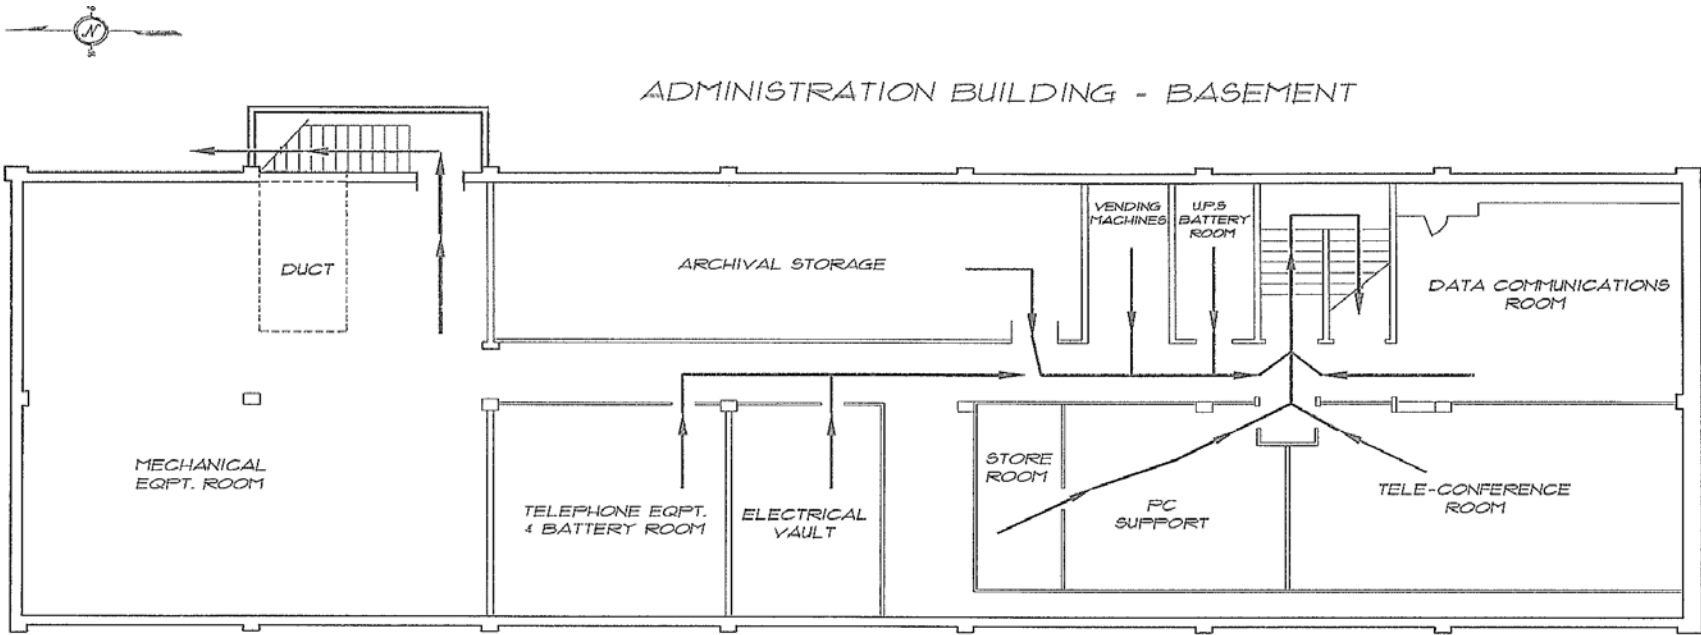 N
ADMINISTRATION BUILDING - BASEMENT
VENDING
MACHINES
U.P.S
BATTERY
ROOM
DUCT
ARCHIVAL STORAGE
DATA COMMUNICATIONS
ROOM
MECHANICAL
EQPT. ROOM
STORE
ROOM
TELEPHONE EQPT.
& BATTERY ROOM
ELECTRICAL
VAULT
PC
SUPPORT
TELE-CONFERENCE
ROOM